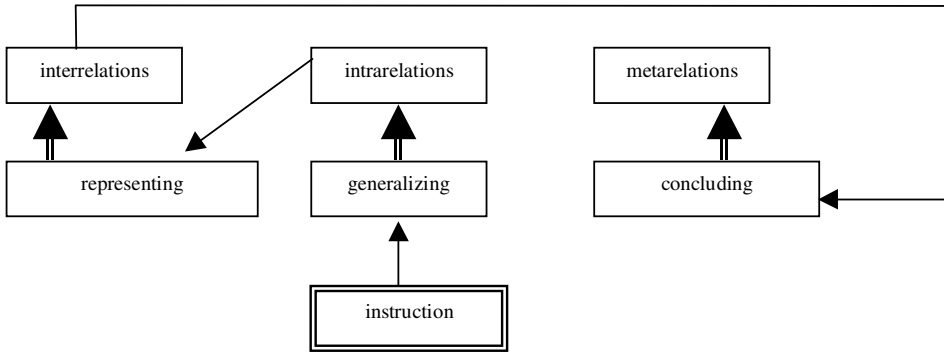 interrelations
intrarelations
metarelations
representing
generalizing
concluding
instruction